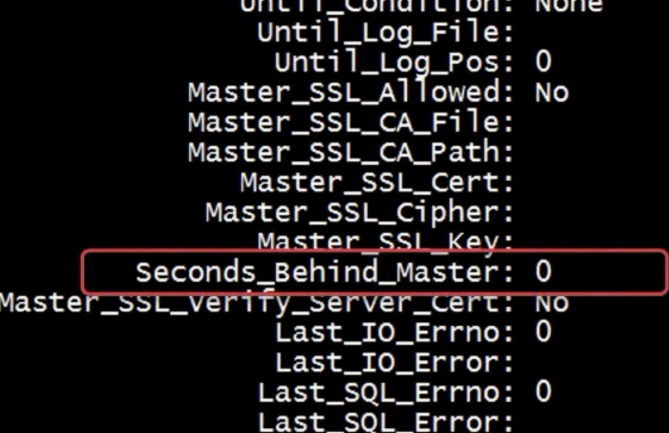 Until_Condition: None
Until_Log_File:
Until_Log_Pos: 0
Master_SSL_Allowed: No
Master_SSL_CA_File:
Master_SSL_CA_Path:
Master_SSL_Cert:
Master_SSL_Cipher:
Master_SSL_Key:
Seconds_Behind_Master: 0
Master_SSL_Verify_Server_Cert: No
Last_IO_Errno: 0
Last_IO_Error:
Last_SQL_Errno: 0
Last_SQL_Error: